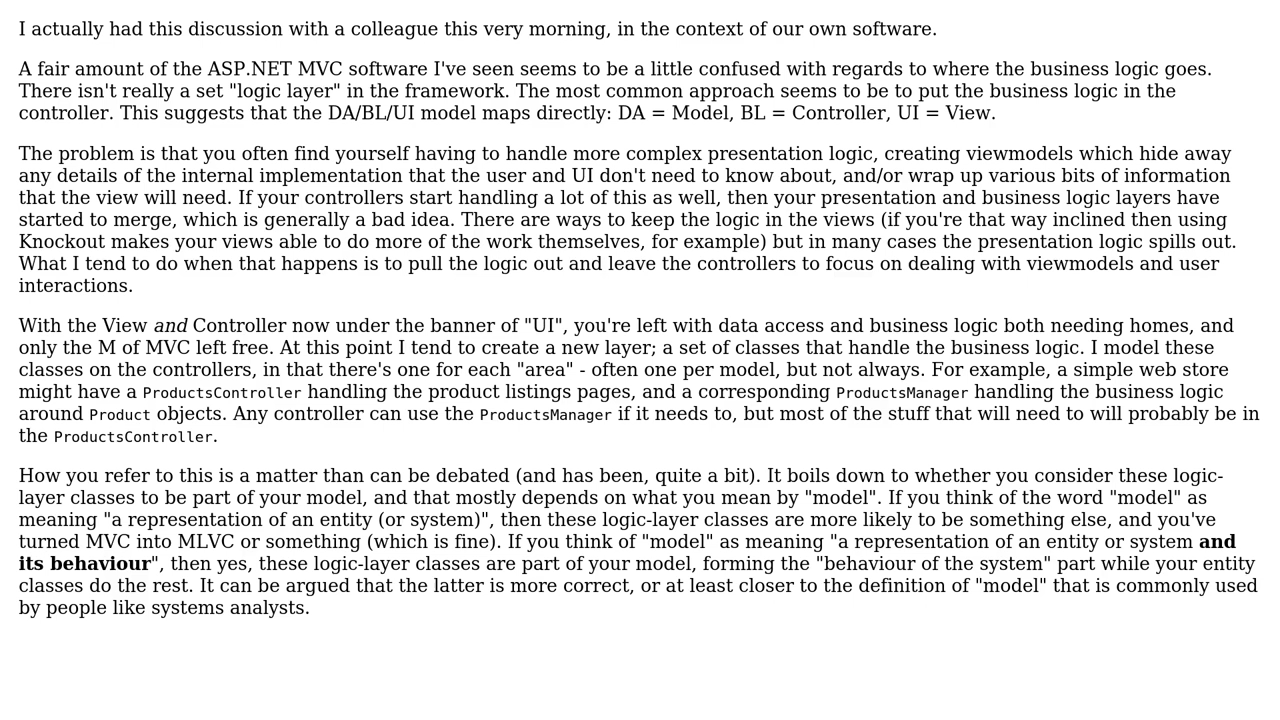 I actually had this discussion with a colleague this very morning, in the context of our own software.
A fair amount of the ASP.NET MVC software I've seen seems to be a little confused with regards to where the business logic goes.
There isn't really a set "logic layer" in the framework. The most common approach seems to be to put the business logic in the
controller. This suggests that the DA/BL/UI model maps directly: DA = Model, BL = Controller, UI = View.
The problem is that you often find yourself having to handle more complex presentation logic, creating viewmodels which hide away
any details of the internal implementation that the user and UI don't need to know about, and/or wrap up various bits of information
that the view will need. If your controllers start handling a lot of this as well, then your presentation and business logic layers have
started to merge, which is generally a bad idea. There are ways to keep the logic in the views (if you're that way inclined then using
Knockout makes your views able to do more of the work themselves, for example) but in many cases the presentation logic spills out.
What I tend to do when that happens is to pull the logic out and leave the controllers to focus on dealing with viewmodels and user
interactions.
With the View and Controller now under the banner of "UI", you're left with data access and business logic both needing homes, and
only the M of MVC left free. At this point I tend to create a new layer; a set of classes that handle the business logic. I model these
classes on the controllers, in that there's one for each "area" - often one per model, but not always. For example, a simple web store
might have a ProductsController handling the product listings pages, and a corresponding ProductsManager handling the business logic
around Product objects. Any controller can use the ProductsManager if it needs to, but most of the stuff that will need to will probably be in
the ProductsController.
How you refer to this is a matter than can be debated (and has been, quite a bit). It boils down to whether you consider these logic-
layer classes to be part of your model, and that mostly depends on what you mean by "model". If you think of the word "model" as
meaning "a representation of an entity (or system)", then these logic-layer classes are more likely to be something else, and you've
turned MVC into MLVC or something (which is fine). If you think of "model" as meaning "a representation of an entity or system and
its behaviour", then yes, these logic-layer classes are part of your model, forming the "behaviour of the system" part while your entity
classes do the rest. It can be argued that the latter is more correct, or at least closer to the definition of "model" that is commonly used
by people like systems analysts.